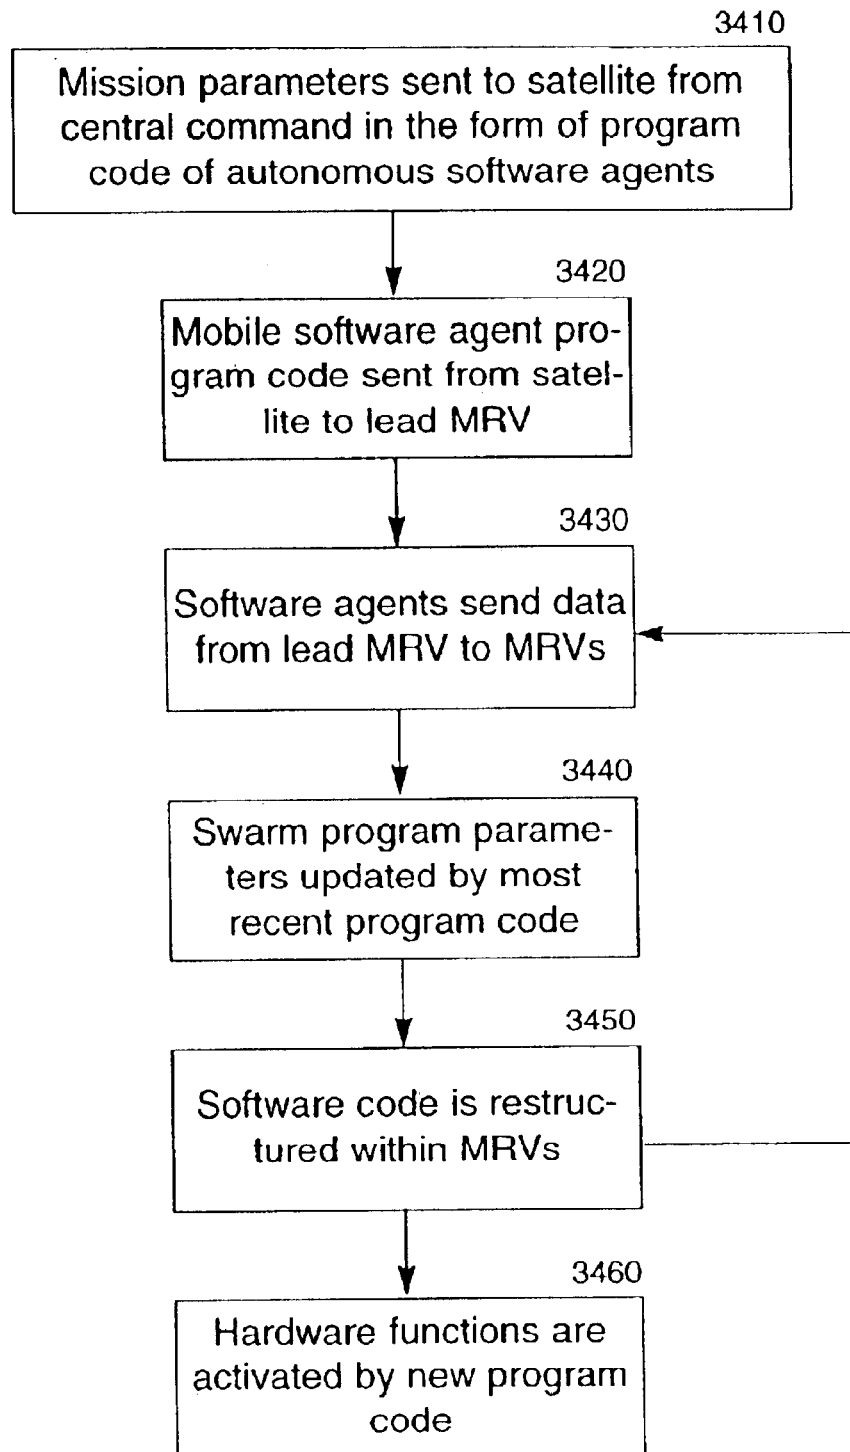 3410
Mission parameters sent to satellite from
central command in the form of program
code of autonomous software agents
3420
Mobile software agent pro-
gram code sent from satel-
lite to lead MRV
3430
Software agents send data
from lead MRV to MRVs
3440
Swarm program parame-
ters updated by most
recent program code
3450
Software code is restruc-
tured within MRVs
3460
Hardware functions are
activated by new program
code